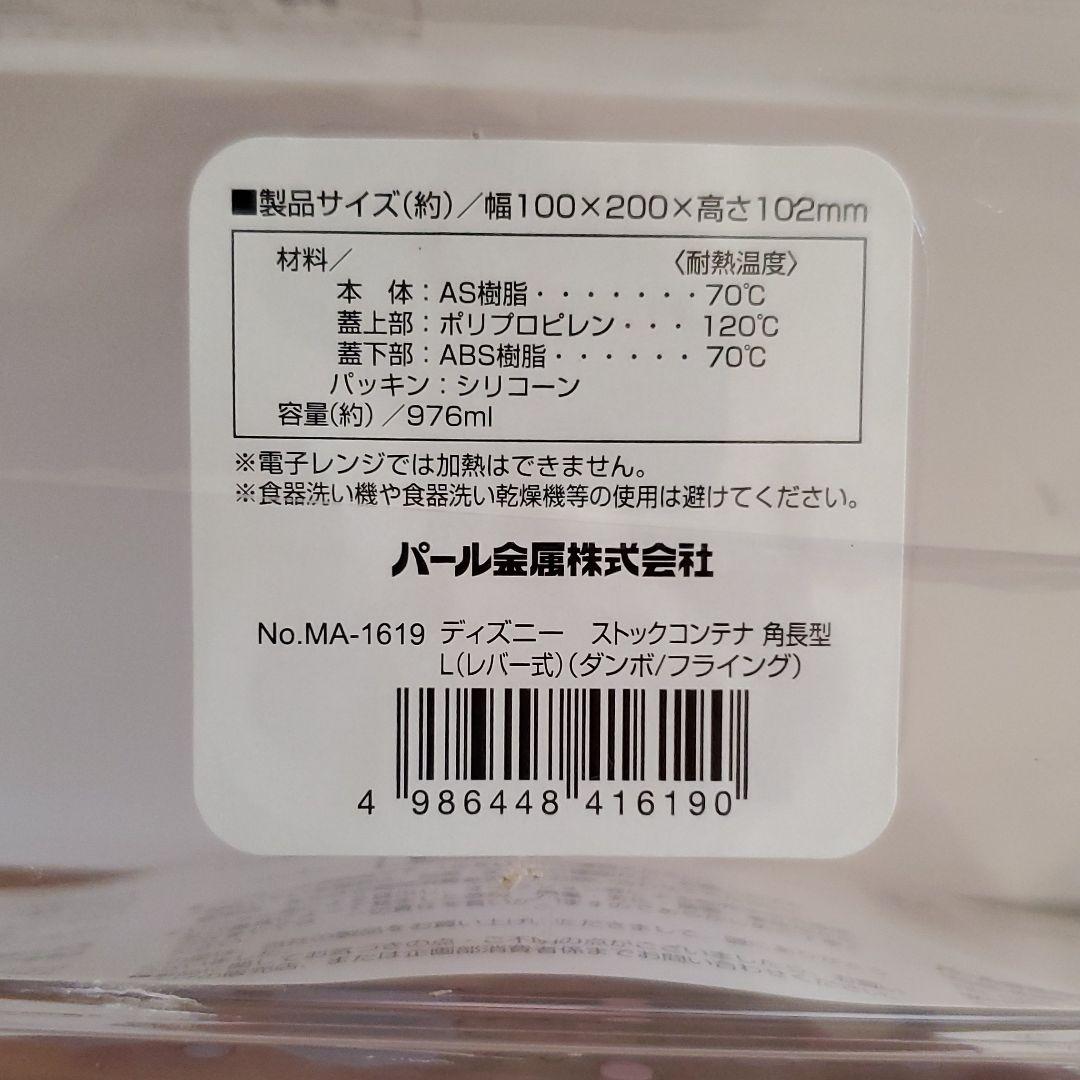 ■製品サイズ(約)／幅100×200×高さ102mm
材料／ 〈耐熱温度〉
本　体：AS樹脂・・・・・・・70℃
蓋上部：ポリプロピレン・・・ 120℃
蓋下部：ABS樹脂・・・・・・ 70℃
パッキン：シリコーン
容量(約)／976ml
※電子レンジでは加熱はできません。
※食器洗い機や食器洗い乾燥機等の使用は避けてください。
パール金属株式会社
No.MA-1619 ディズニー　ストックコンテナ 角長型
L(レバー式)(ダンボ/フライング)
4 986448 416190